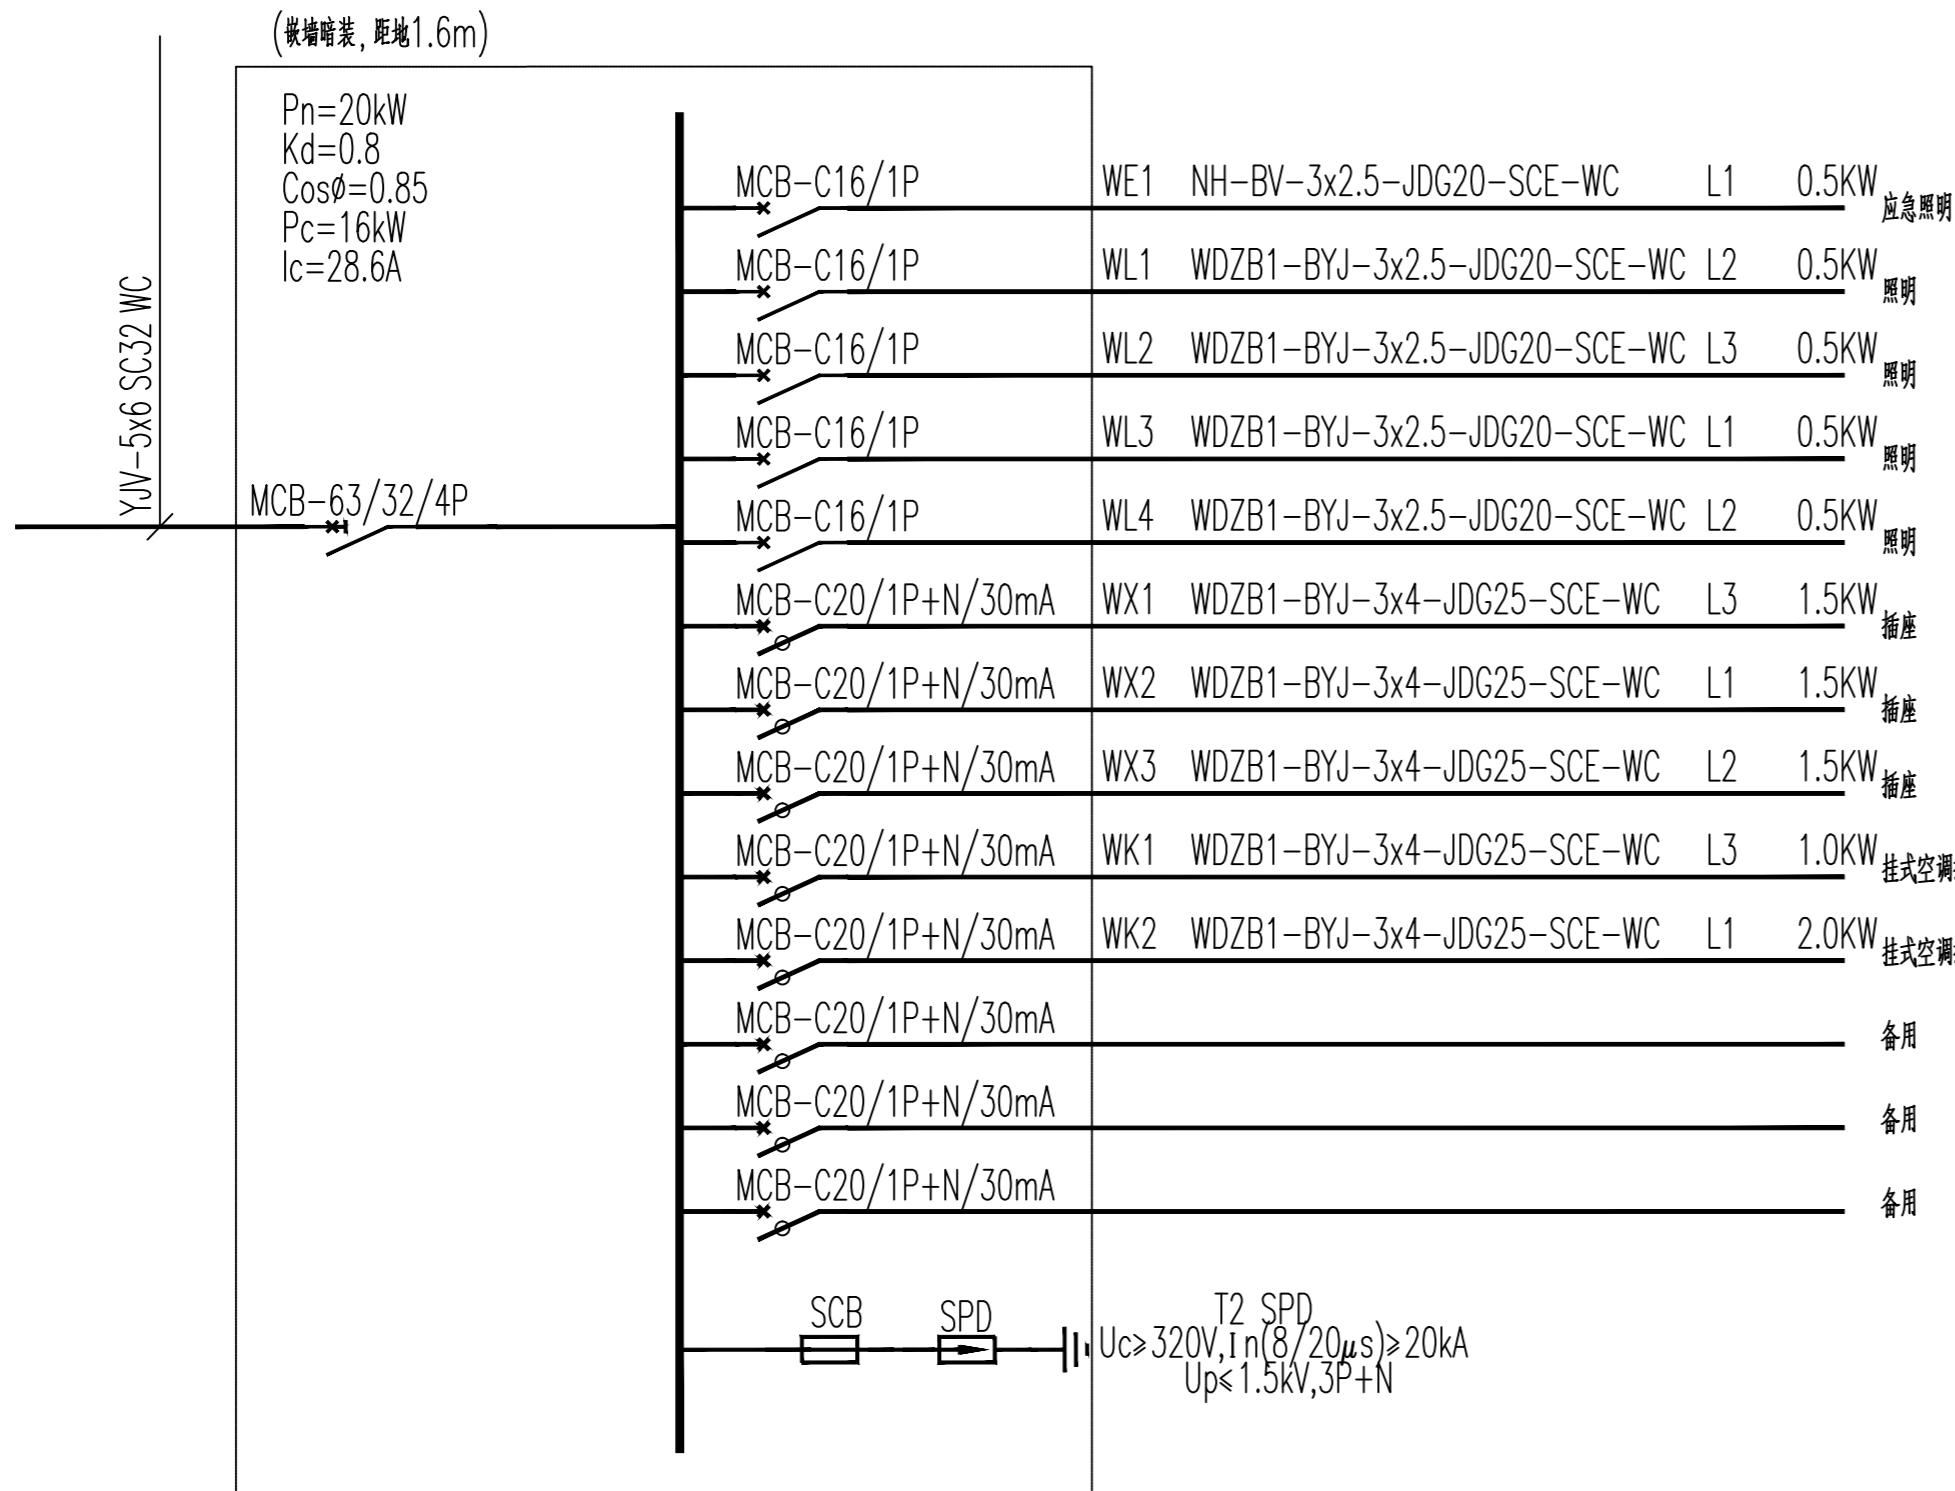 (嵌墙暗装,距地1.6m)
Pn=20kW
Kd=0.8
CosØ=0.85
Pc=16kW
Ic=28.6A
YJV-5x6 SC32 WC
MCB-63/32/4P
MCB-C16/1P WE1 NH-BV-3x2.5-JDG20-SCE-WC L1 0.5KW 应急照明
MCB-C16/1P WL1 WDZB1-BYJ-3x2.5-JDG20-SCE-WC L2 0.5KW 照明
MCB-C16/1P WL2 WDZB1-BYJ-3x2.5-JDG20-SCE-WC L3 0.5KW 照明
MCB-C16/1P WL3 WDZB1-BYJ-3x2.5-JDG20-SCE-WC L1 0.5KW 照明
MCB-C16/1P WL4 WDZB1-BYJ-3x2.5-JDG20-SCE-WC L2 0.5KW 照明
MCB-C20/1P+N/30mA WX1 WDZB1-BYJ-3x4-JDG25-SCE-WC L3 1.5KW 插座
MCB-C20/1P+N/30mA WX2 WDZB1-BYJ-3x4-JDG25-SCE-WC L1 1.5KW 插座
MCB-C20/1P+N/30mA WX3 WDZB1-BYJ-3x4-JDG25-SCE-WC L2 1.5KW 插座
MCB-C20/1P+N/30mA WK1 WDZB1-BYJ-3x4-JDG25-SCE-WC L3 1.0KW 挂式空调
MCB-C20/1P+N/30mA WK2 WDZB1-BYJ-3x4-JDG25-SCE-WC L1 2.0KW 挂式空调
MCB-C20/1P+N/30mA 备用
MCB-C20/1P+N/30mA 备用
MCB-C20/1P+N/30mA 备用
SCB SPD
T2 SPD
Uc≥320V,In(8/20μs)≥20kA
Up≤1.5kV,3P+N